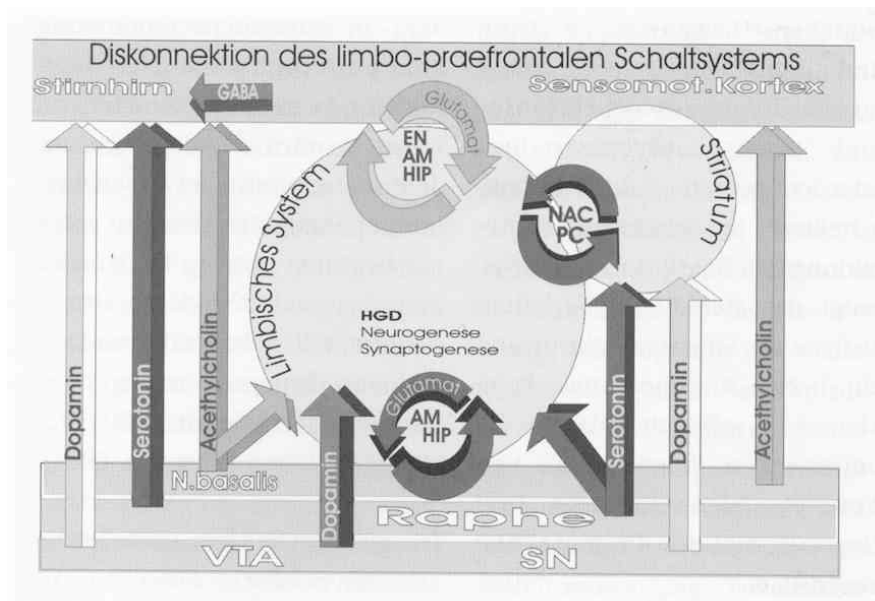 Diskonnektion des limbo-praefrontalen Schaltsystems
Stirnhirn
GABA
Sensomot.Kortex
Glutamat
EN
AM
HIP
Limbisches System
NAC
PC
Striatum
HGD
Neurogenese
Synaptogenese
Dopamin
Serotonin
Acethylcholin
Glutamat
AM
HIP
Dopamin
Serotonin
Dopamin
Acethylcholin
N.basalis
Raphe
VTA
SN